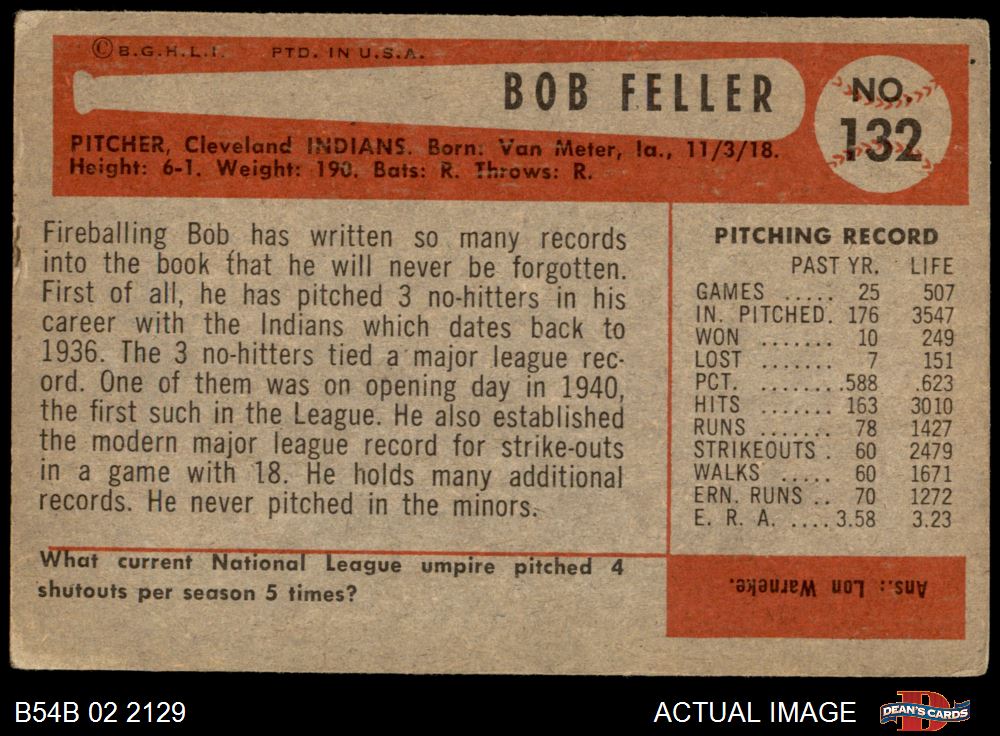 ©B.G.H.L.I. PTD. IN U.S.A.
BOB FELLER
NO.
132
PITCHER, Cleveland INDIANS. Born: Van Meter, Ia., 11/3/18.
Height: 6-1. Weight: 190. Bats: R. Throws: R.
Fireballing Bob has written so many records
into the book that he will never be forgotten.
First of all, he has pitched 3 no-hitters in his
career with the Indians which dates back to
1936. The 3 no-hitters tied a major league rec-
ord. One of them was on opening day in 1940,
the first such in the League. He also established
the modern major league record for strike-outs
in a game with 18. He holds many additional
records. He never pitched in the minors.
PITCHING RECORD
PAST YR. LIFE
GAMES ..... 25 507
IN. PITCHED. 176 3547
WON ....... 10 249
LOST ....... 7 151
PCT. ........ .588 .623
HITS ....... 163 3010
RUNS ....... 78 1427
STRIKEOUTS . 60 2479
WALKS ..... 60 1671
ERN. RUNS .. 70 1272
E. R. A. .... 3.58 3.23
What current National League umpire pitched 4
shutouts per season 5 times?
Ans.: Lon Warneke.
B54B 02 2129
ACTUAL IMAGE
D
DEAN'S CARDS